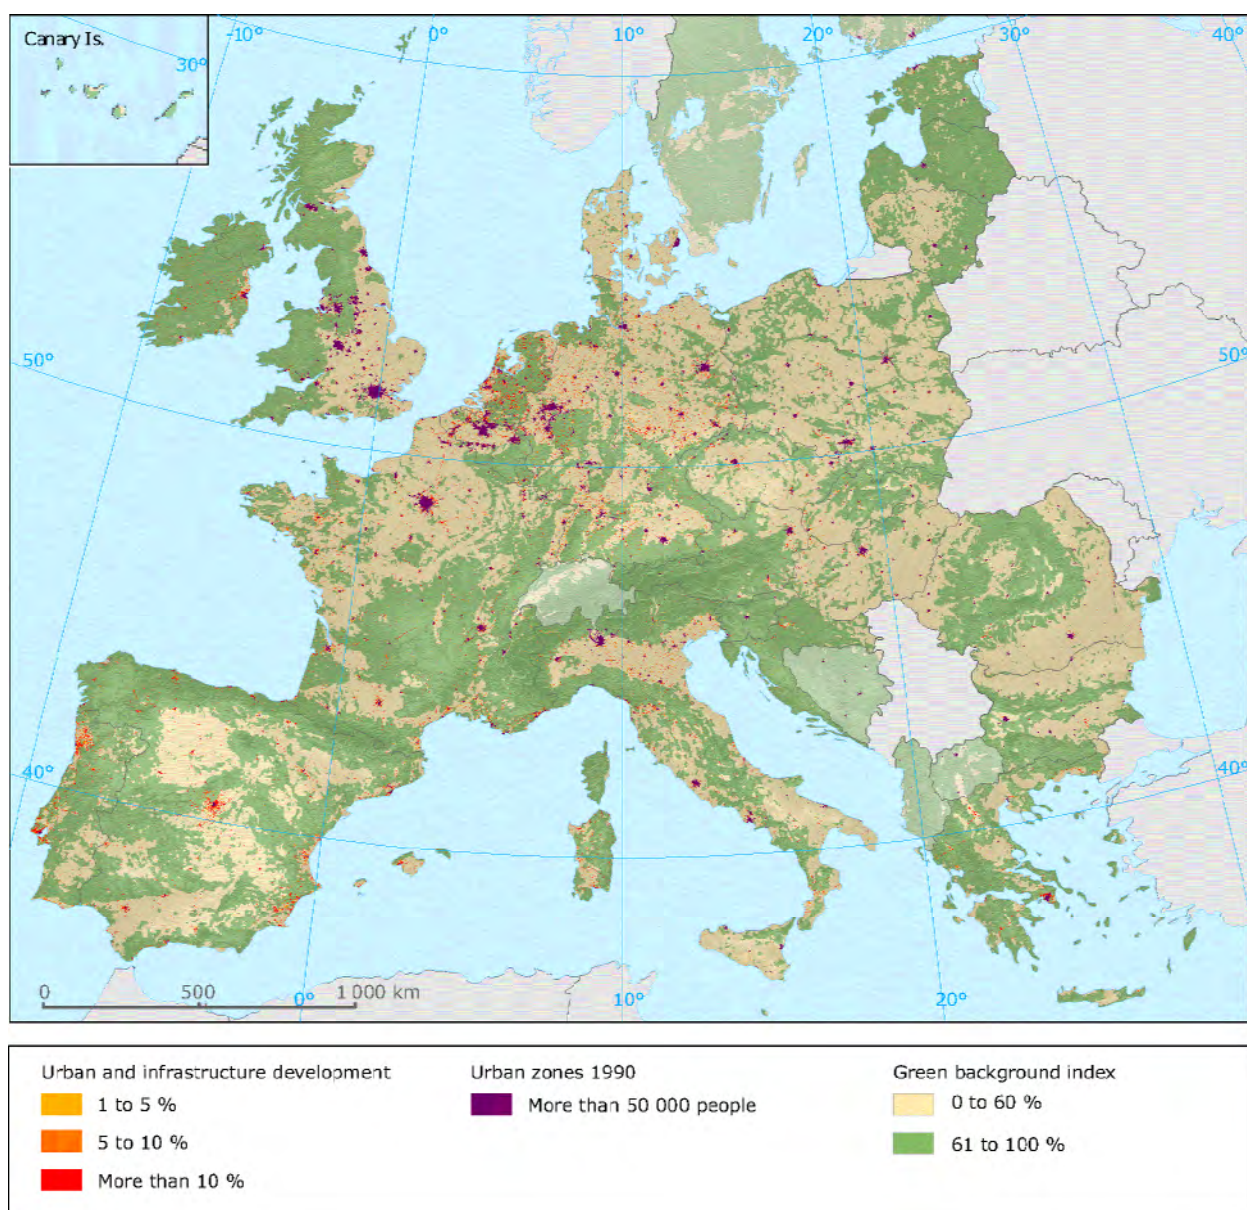 Canary Is.
30°
-10°
0°
10°
20°
30°
40°
50°
50°
40°
40°
0
500
1 000 km
0°
10°
20°
Urban and infrastructure development
Urban zones 1990
Green background index
1 to 5 %
More than 50 000 people
0 to 60 %
5 to 10 %
61 to 100 %
More than 10 %